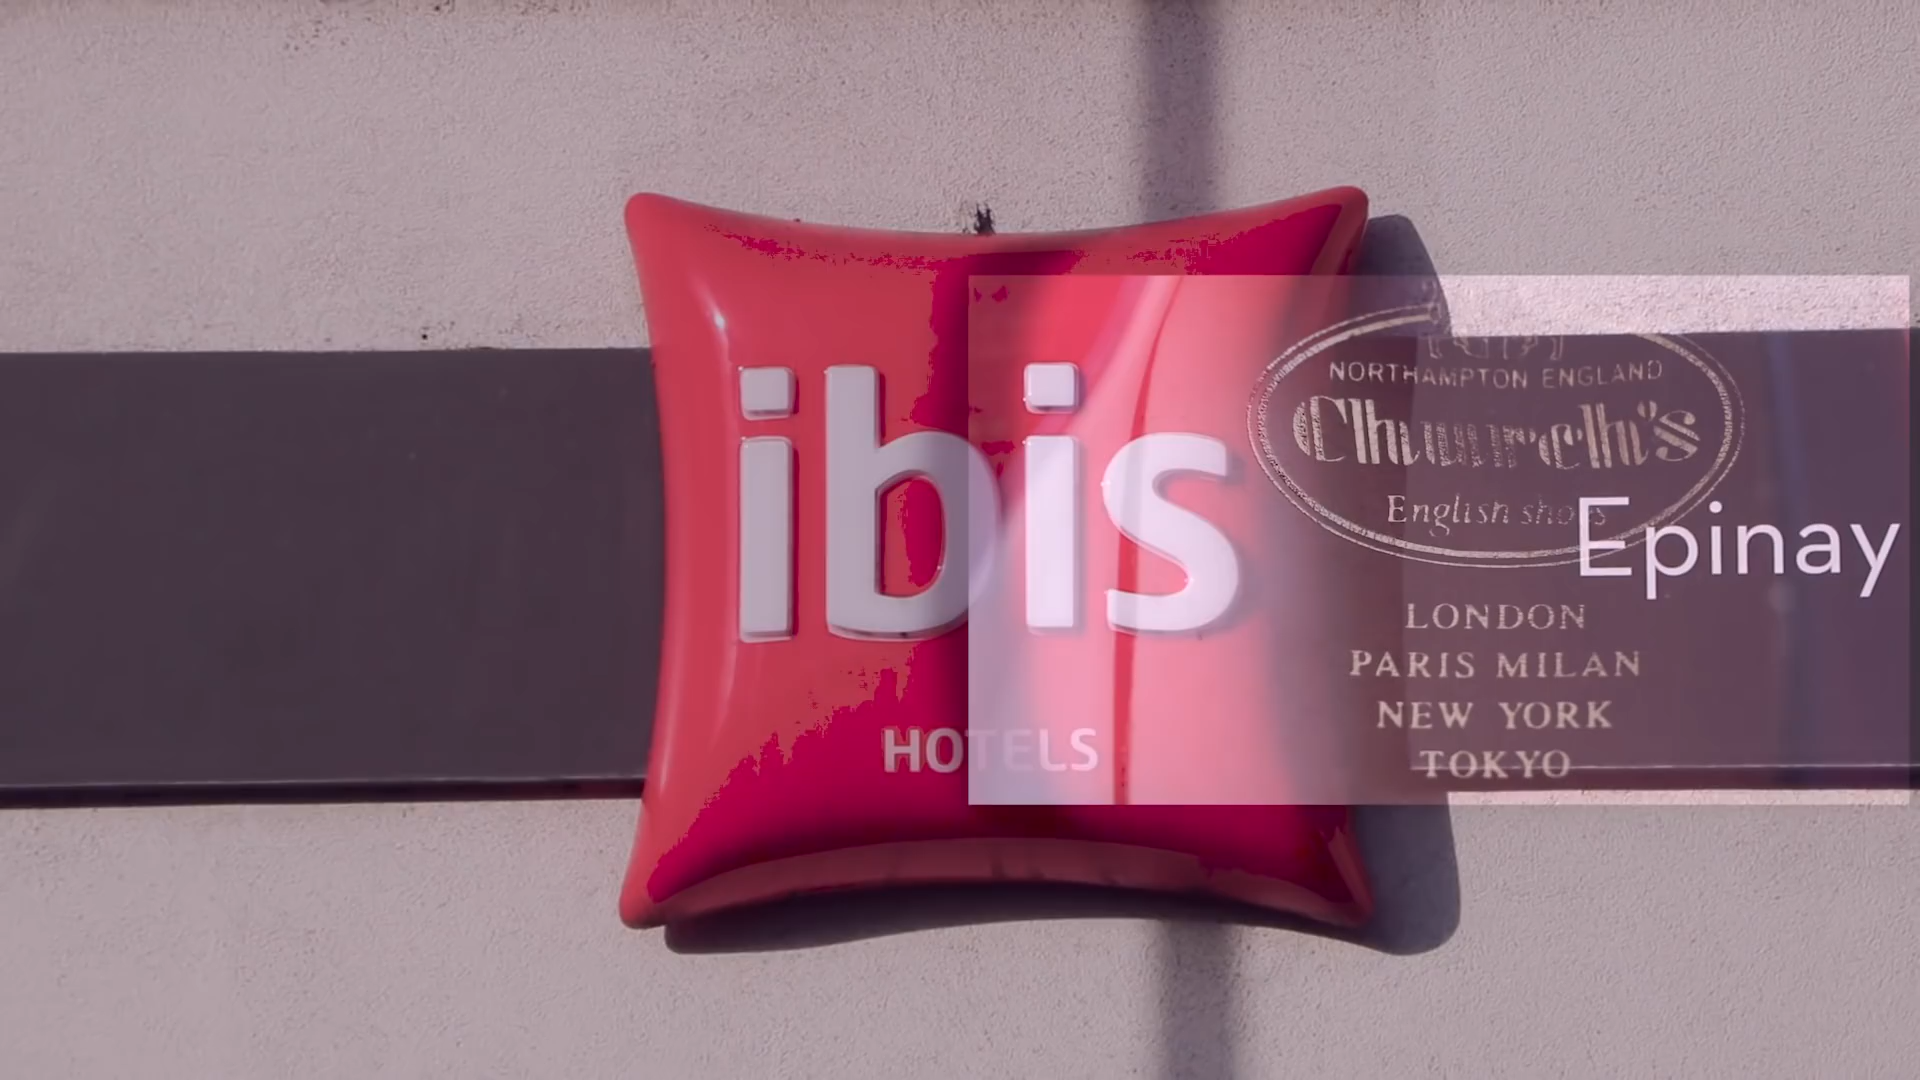 ibis
HOTELS
NORTHAMPTON ENGLAND
Church's
English shoes
Epinay
LONDON
PARIS MILAN
NEW YORK
TOKYO